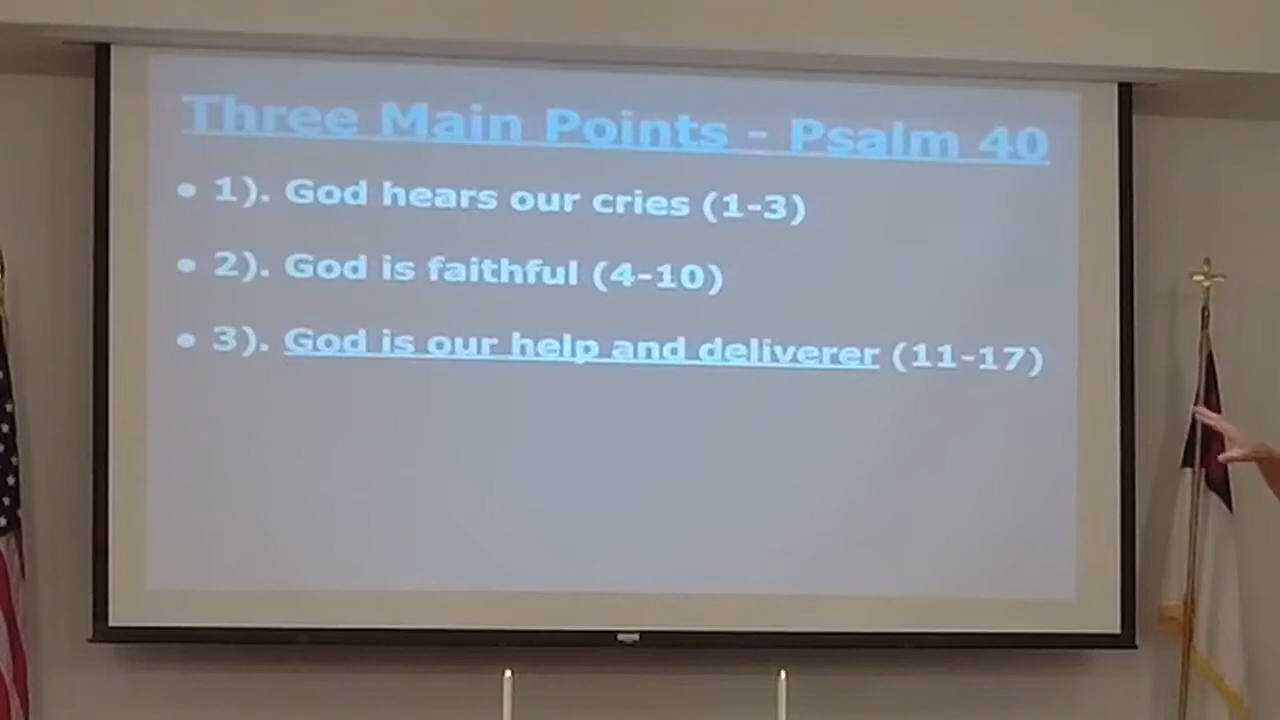 Three Main Points - Psalm 40
• 1). God hears our cries (1-3)
• 2). God is faithful (4-10)
• 3). God is our help and deliverer (11-17)